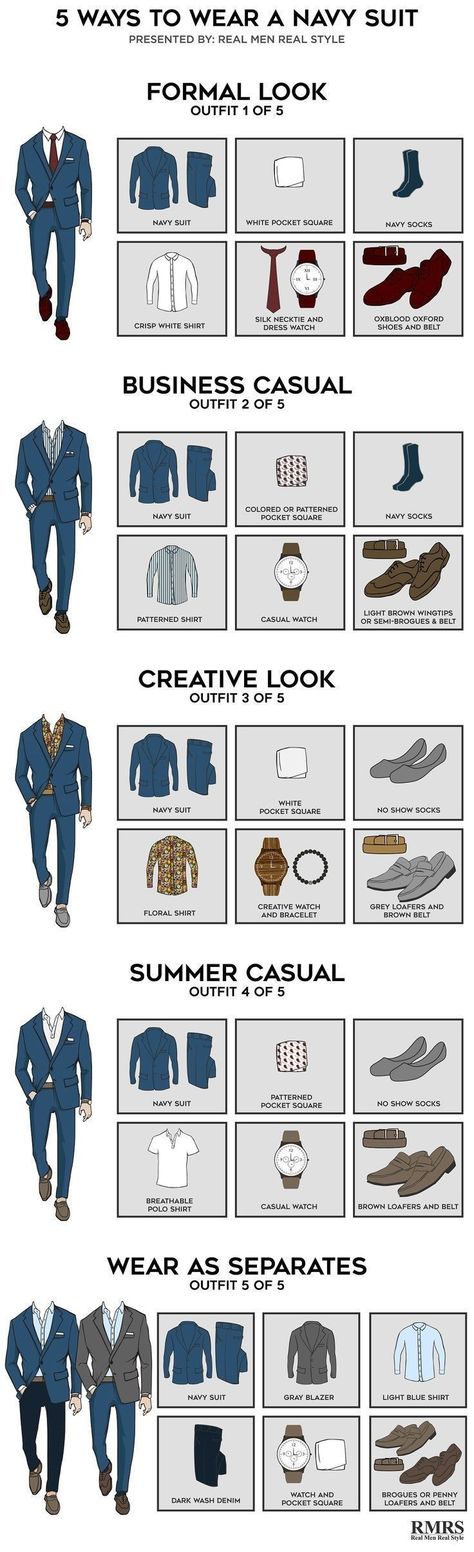 5 WAYS TO WEAR A NAVY SUIT
PRESENTED BY: REAL MEN REAL STYLE
FORMAL LOOK
OUTFIT 1 OF 5
NAVY SUIT
WHITE POCKET SQUARE
NAVY SOCKS
CRISP WHITE SHIRT
SILK NECKTIE AND
DRESS WATCH
OXBLOOD OXFORD
SHOES AND BELT
BUSINESS CASUAL
OUTFIT 2 OF 5
NAVY SUIT
COLORED OR PATTERNED
POCKET SQUARE
NAVY SOCKS
PATTERNED SHIRT
CASUAL WATCH
LIGHT BROWN WINGTIPS
OR SEMI-BROGUES & BELT
CREATIVE LOOK
OUTFIT 3 OF 5
NAVY SUIT
WHITE
POCKET SQUARE
NO SHOW SOCKS
FLORAL SHIRT
CREATIVE WATCH
AND BRACELET
GREY LOAFERS AND
BROWN BELT
SUMMER CASUAL
OUTFIT 4 OF 5
NAVY SUIT
PATTERNED
POCKET SQUARE
NO SHOW SOCKS
BREATHABLE
POLO SHIRT
CASUAL WATCH
BROWN LOAFERS AND BELT
WEAR AS SEPARATES
OUTFIT 5 OF 5
NAVY SUIT
GRAY BLAZER
LIGHT BLUE SHIRT
DARK WASH DENIM
WATCH AND
POCKET SQUARE
BROGUES OR PENNY
LOAFERS AND BELT
RMRS
Real Men Real Style